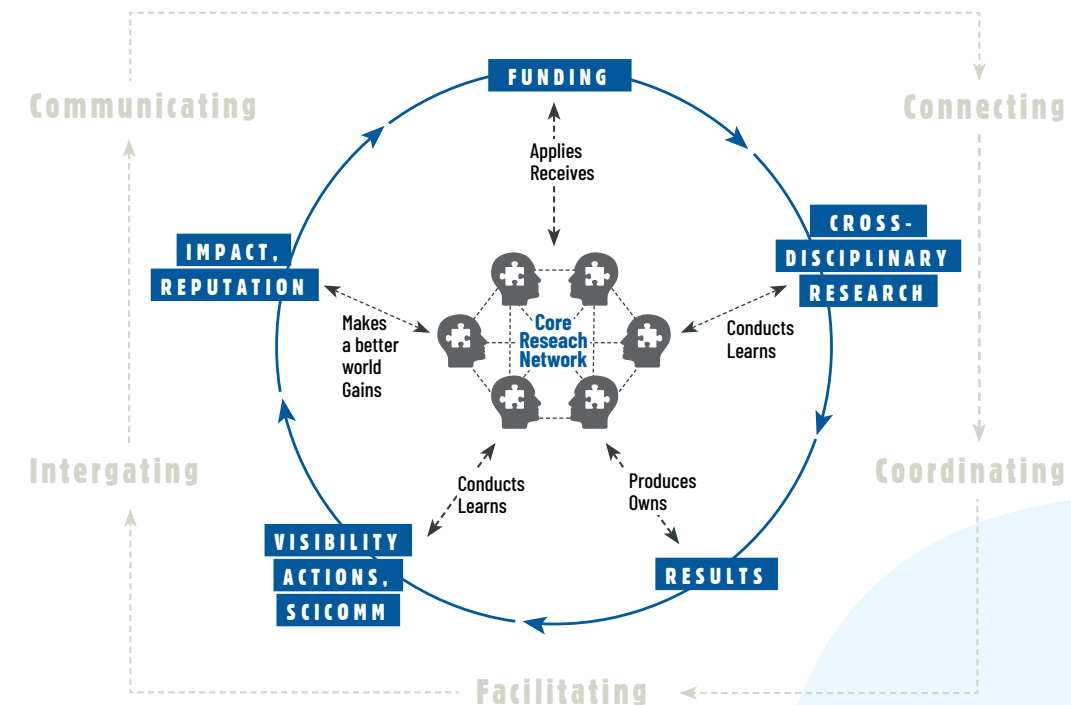 FUNDING
Communicating
Connecting
Applies
Receives
CROSS-
DISCIPLINARY
RESEARCH
IMPACT,
REPUTATION
Core
Reseach
Network
Makes
a better
world
Gains
Conducts
Learns
Intergating
Coordinating
Conducts
Learns
Produces
Owns
VISIBILITY
ACTIONS,
SCICOMM
RESULTS
Facilitating